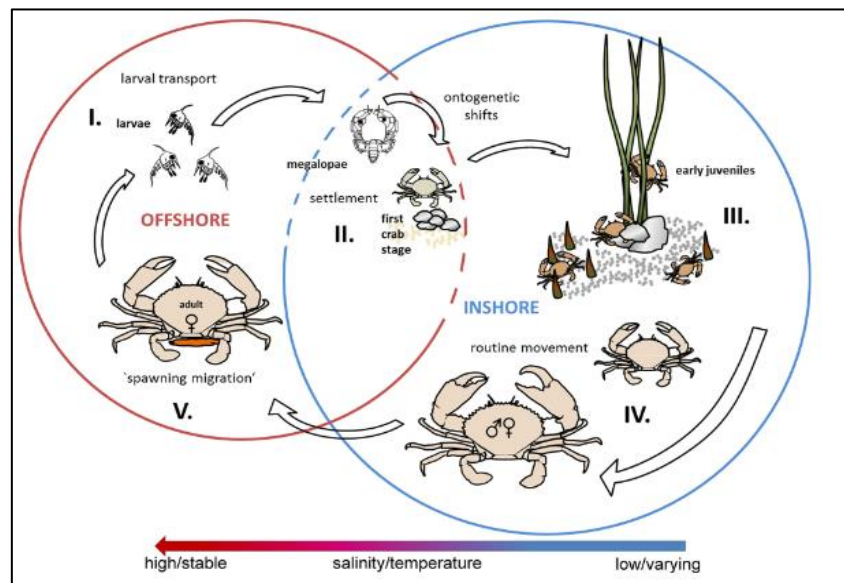 larval transport
I.
larvae
OFFSHORE
megalopae
ontogenetic
shifts
settlement
II.
first
crab
stage
early juveniles
III.
INSHORE
routine movement
IV.
♂♀
adult
♀
`spawning migration‘
V.
high/stable
salinity/temperature
low/varying